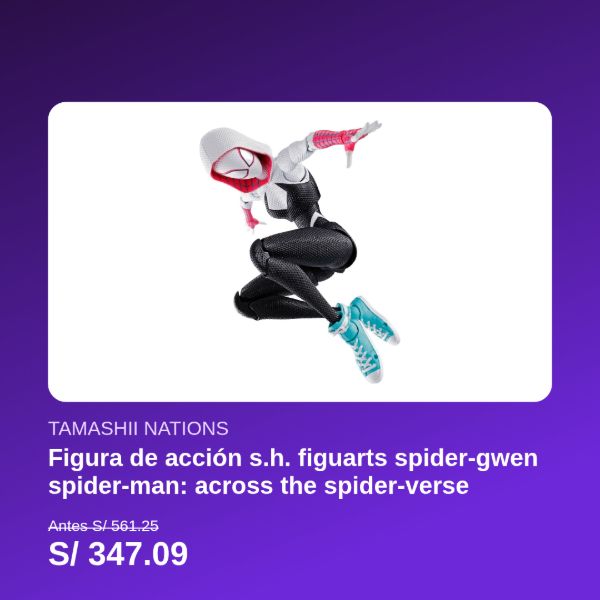 TAMASHII NATIONS
Figura de acción s.h. figuarts spider-gwen
spider-man: across the spider-verse
Antes S/ 561.25
S/ 347.09